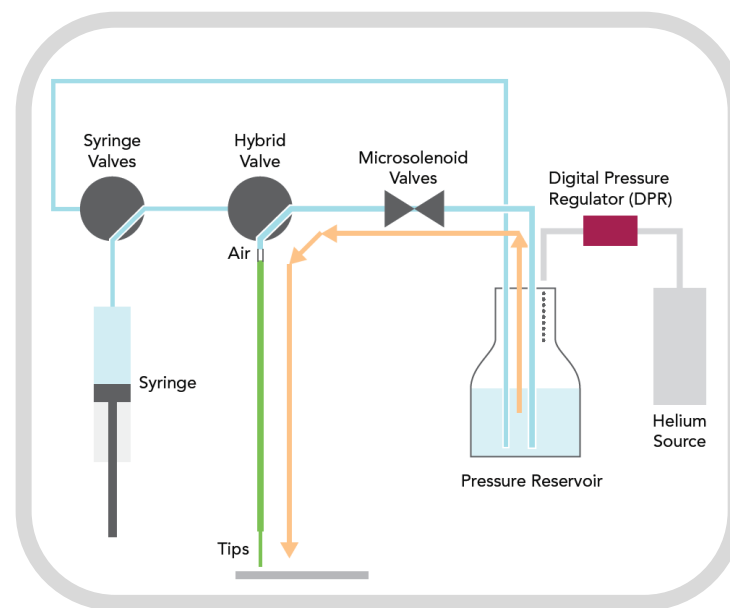 Syringe
Valves
Hybrid
Valve
Microsolenoid
Valves
Digital Pressure
Regulator (DPR)
Air
Syringe
Helium
Source
Pressure Reservoir
Tips